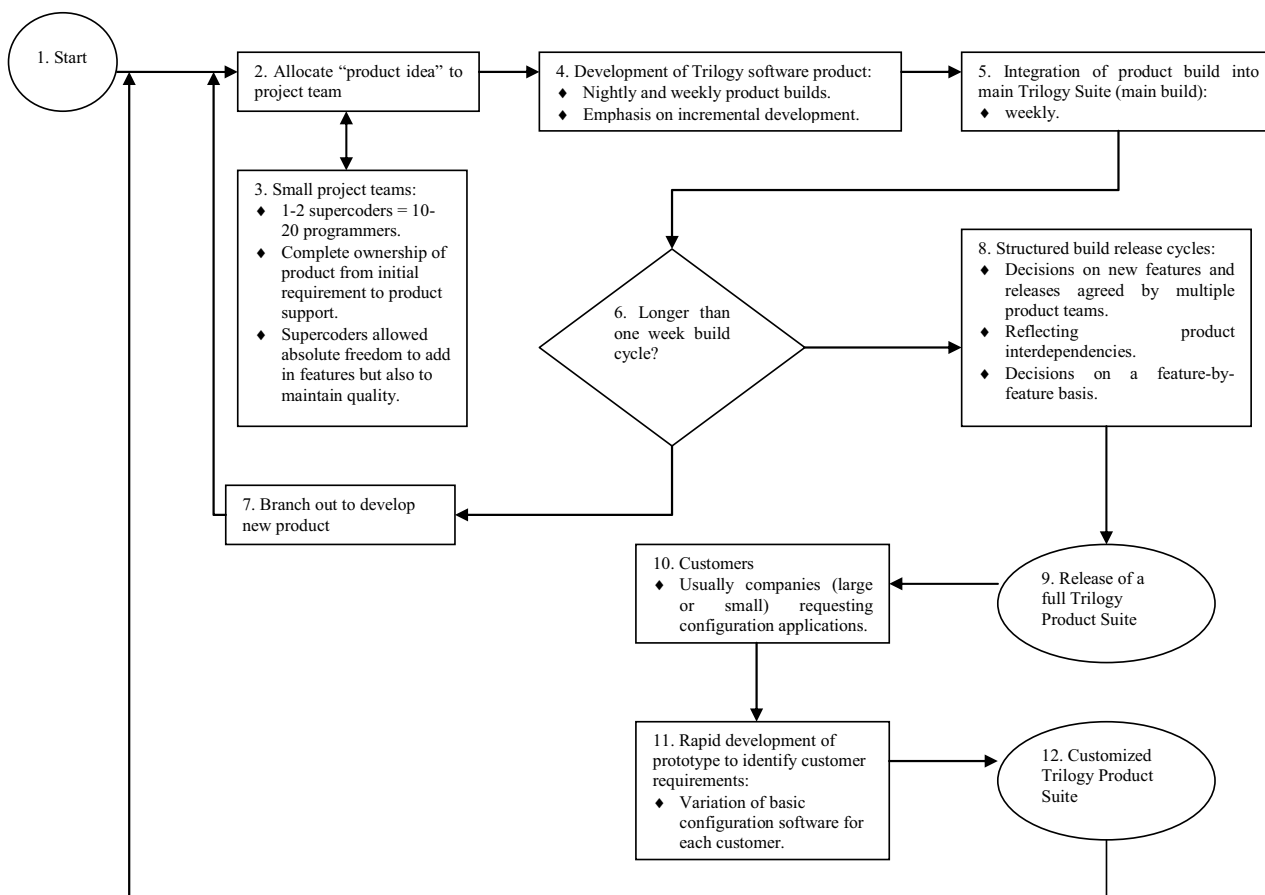 1. Start
2. Allocate “product idea” to
project team
4. Development of Trilogy software product:
♦ Nightly and weekly product builds.
♦ Emphasis on incremental development.
5. Integration of product build into
main Trilogy Suite (main build):
♦ weekly.
3. Small project teams:
♦ 1-2 supercoders = 10-
20 programmers.
♦ Complete ownership of
product from initial
requirement to product
support.
♦ Supercoders allowed
absolute freedom to add
in features but also to
maintain quality.
6. Longer than
one week build
cycle?
8. Structured build release cycles:
♦ Decisions on new features and
releases agreed by multiple
product teams.
♦ Reflecting product
interdependencies.
♦ Decisions on a feature-by-
feature basis.
7. Branch out to develop
new product
10. Customers
♦ Usually companies (large
or small) requesting
configuration applications.
9. Release of a
full Trilogy
Product Suite
11. Rapid development of
prototype to identify customer
requirements:
♦ Variation of basic
configuration software for
each customer.
12. Customized
Trilogy Product
Suite